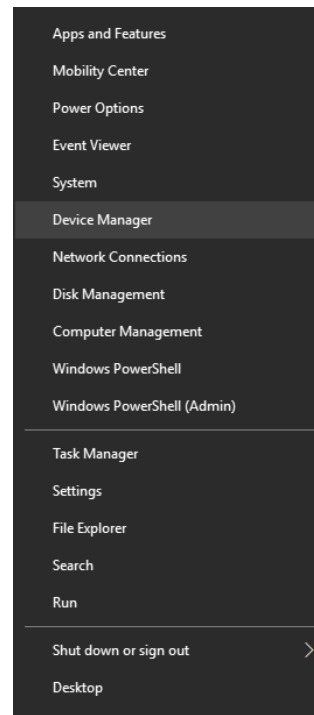 Apps and Features
Mobility Center
Power Options
Event Viewer
System
Device Manager
Network Connections
Disk Management
Computer Management
Windows PowerShell
Windows PowerShell (Admin)
Task Manager
Settings
File Explorer
Search
Run
Shut down or sign out
Desktop